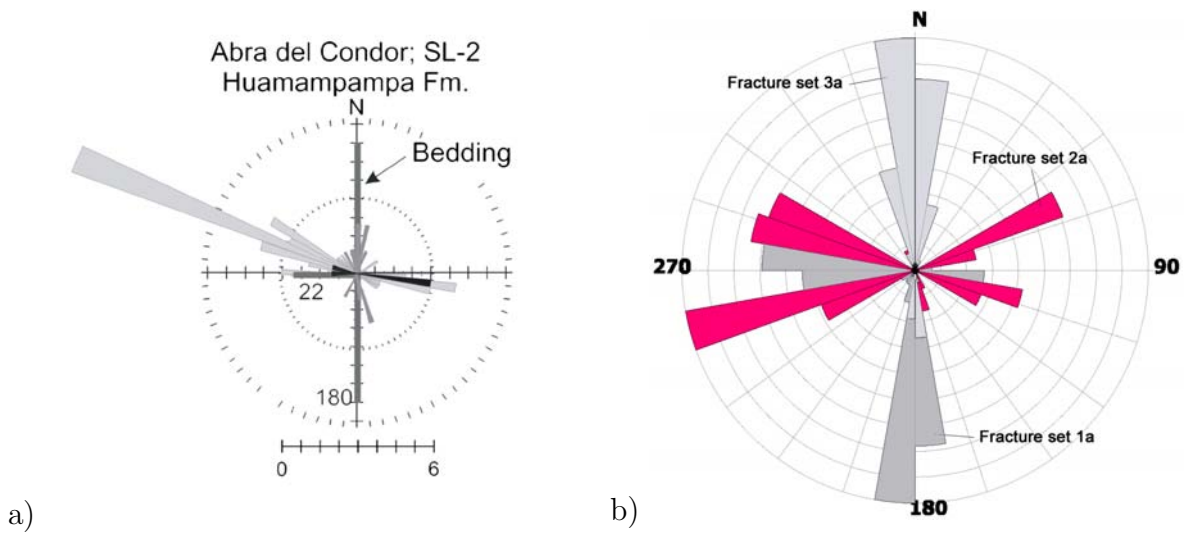 Abra del Condor; SL-2
Huamampampa Fm.
N
Bedding
22
180
0 6
a)
N
Fracture set 3a
Fracture set 2a
270 90
Fracture set 1a
180
b)